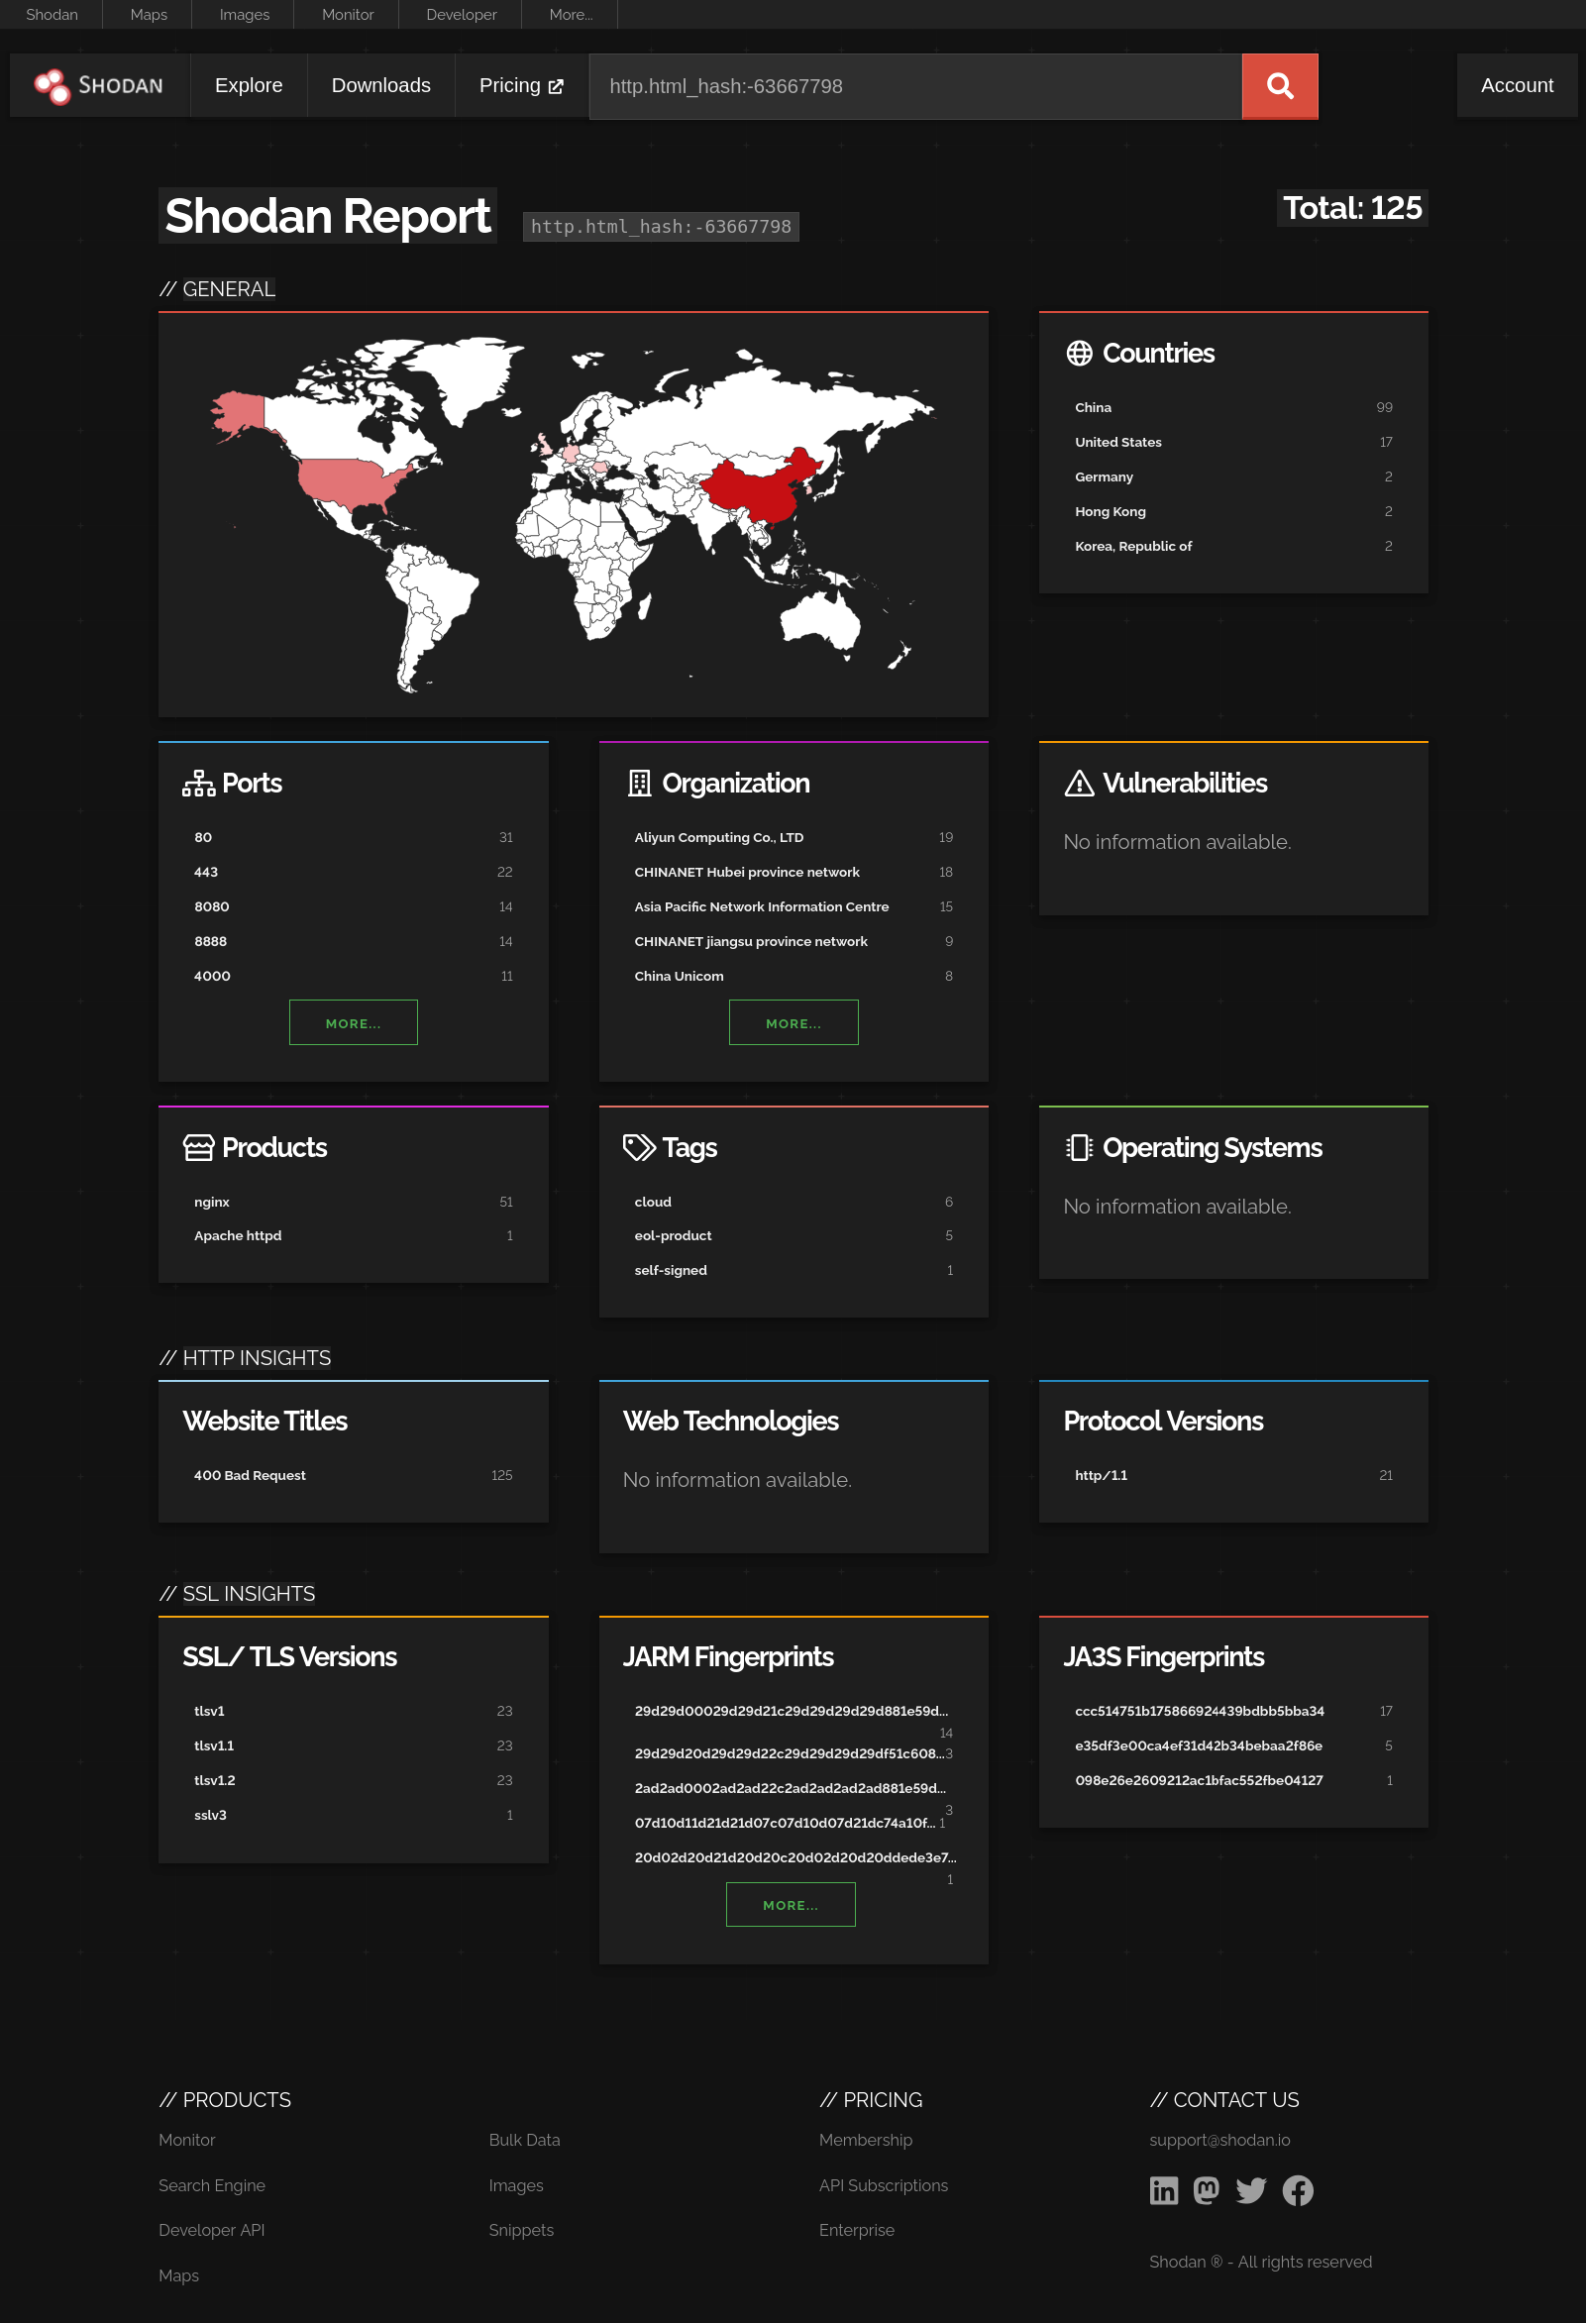 Shodan
Maps
Images
Monitor
Developer
More...
SHODAN
Explore
Downloads
Pricing
http.html_hash:-63667798
Account
Shodan Report
http.html_hash:-63667798
Total: 125
// GENERAL
Countries
China 99
United States 17
Germany 2
Hong Kong 2
Korea, Republic of 2
Ports
80 31
443 22
8080 14
8888 14
4000 11
MORE...
Organization
Aliyun Computing Co., LTD 19
CHINANET Hubei province network 18
Asia Pacific Network Information Centre 15
CHINANET jiangsu province network 9
China Unicom 8
MORE...
Vulnerabilities
No information available.
Products
nginx 51
Apache httpd 1
Tags
cloud 6
eol-product 5
self-signed 1
Operating Systems
No information available.
// HTTP INSIGHTS
Website Titles
400 Bad Request 125
Web Technologies
No information available.
Protocol Versions
http/1.1 21
// SSL INSIGHTS
SSL/ TLS Versions
tlsv1 23
tlsv1.1 23
tlsv1.2 23
sslv3 1
JARM Fingerprints
29d29d00029d29d21c29d29d29d29d881e59d...
14
29d29d20d29d29d22c29d29d29d29df51c608... 3
2ad2ad0002ad2ad22c2ad2ad2ad2ad881e59d...
3
07d10d11d21d21d07c07d10d07d21dc74a10f... 1
20d02d20d21d20d20c20d02d20d20ddede3e7...
1
MORE...
JA3S Fingerprints
ccc514751b175866924439bdbb5bba34 17
e35df3e00ca4ef31d42b34bebaa2f86e 5
098e26e2609212ac1bfac552fbe04127 1
// PRODUCTS
Monitor
Search Engine
Developer API
Maps
Bulk Data
Images
Snippets
// PRICING
Membership
API Subscriptions
Enterprise
// CONTACT US
support@shodan.io
Shodan ® - All rights reserved